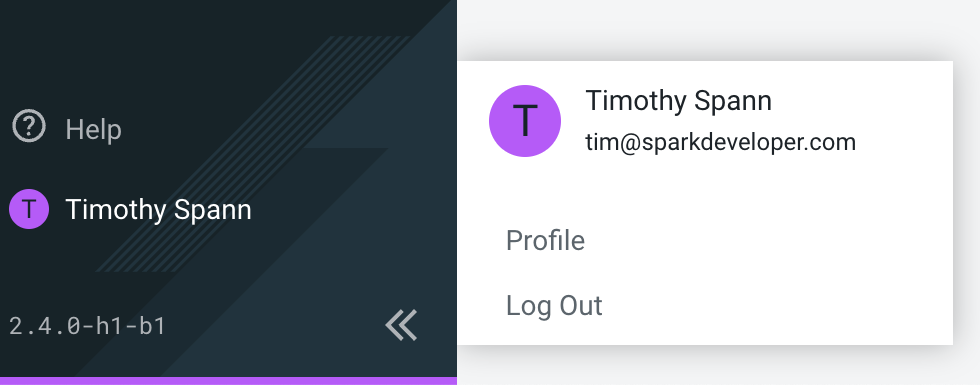 Help
T
Timothy Spann
2.4.0-h1-b1
T
Timothy Spann
tim@sparkdeveloper.com
Profile
Log Out